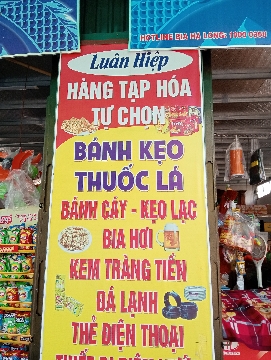 HOTLINE BIA HẠ LONG: 1900
Luân Hiệp
HÀNG TẠP HÓA
TỰ CHỌN
BÁNH KẸO
THUỐC LÁ
BÁNH CÁY - KẸO LẠC
BIA HƠI
KEM TRÀNG TIỀN
ĐÁ LẠNH
THẺ ĐIỆN THOẠI